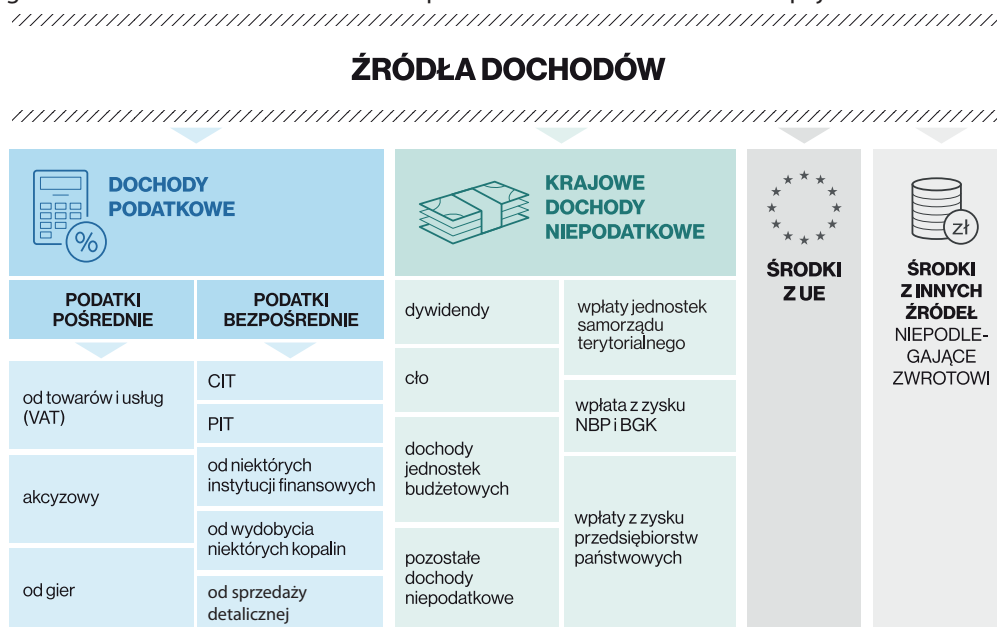 ŹRÓDŁA DOCHODÓW
DOCHODY
PODATKOWE
%
PODATKI
POŚREDNIE
od towarów i usług
(VAT)
akcyzowy
od gier
PODATKI
BEZPOŚREDNIE
CIT
PIT
od niektórych
instytucji finansowych
od wydobycia
niektórych kopalin
od sprzedaży
detalicznej
KRAJOWE
DOCHODY
NIEPODATKOWE
dywidendy
cło
dochody
jednostek
budżetowych
pozostałe
dochody
niepodatkowe
wpłaty jednostek
samorządu
terytorialnego
wpłata z zysku
NBP i BGK
wpłaty z zysku
przedsiębiorstw
państwowych
ŚRODKI
Z UE
zł
ŚRODKI
Z INNYCH
ŹRÓDEŁ
NIEPODLE-
GAJĄCE
ZWROTOWI